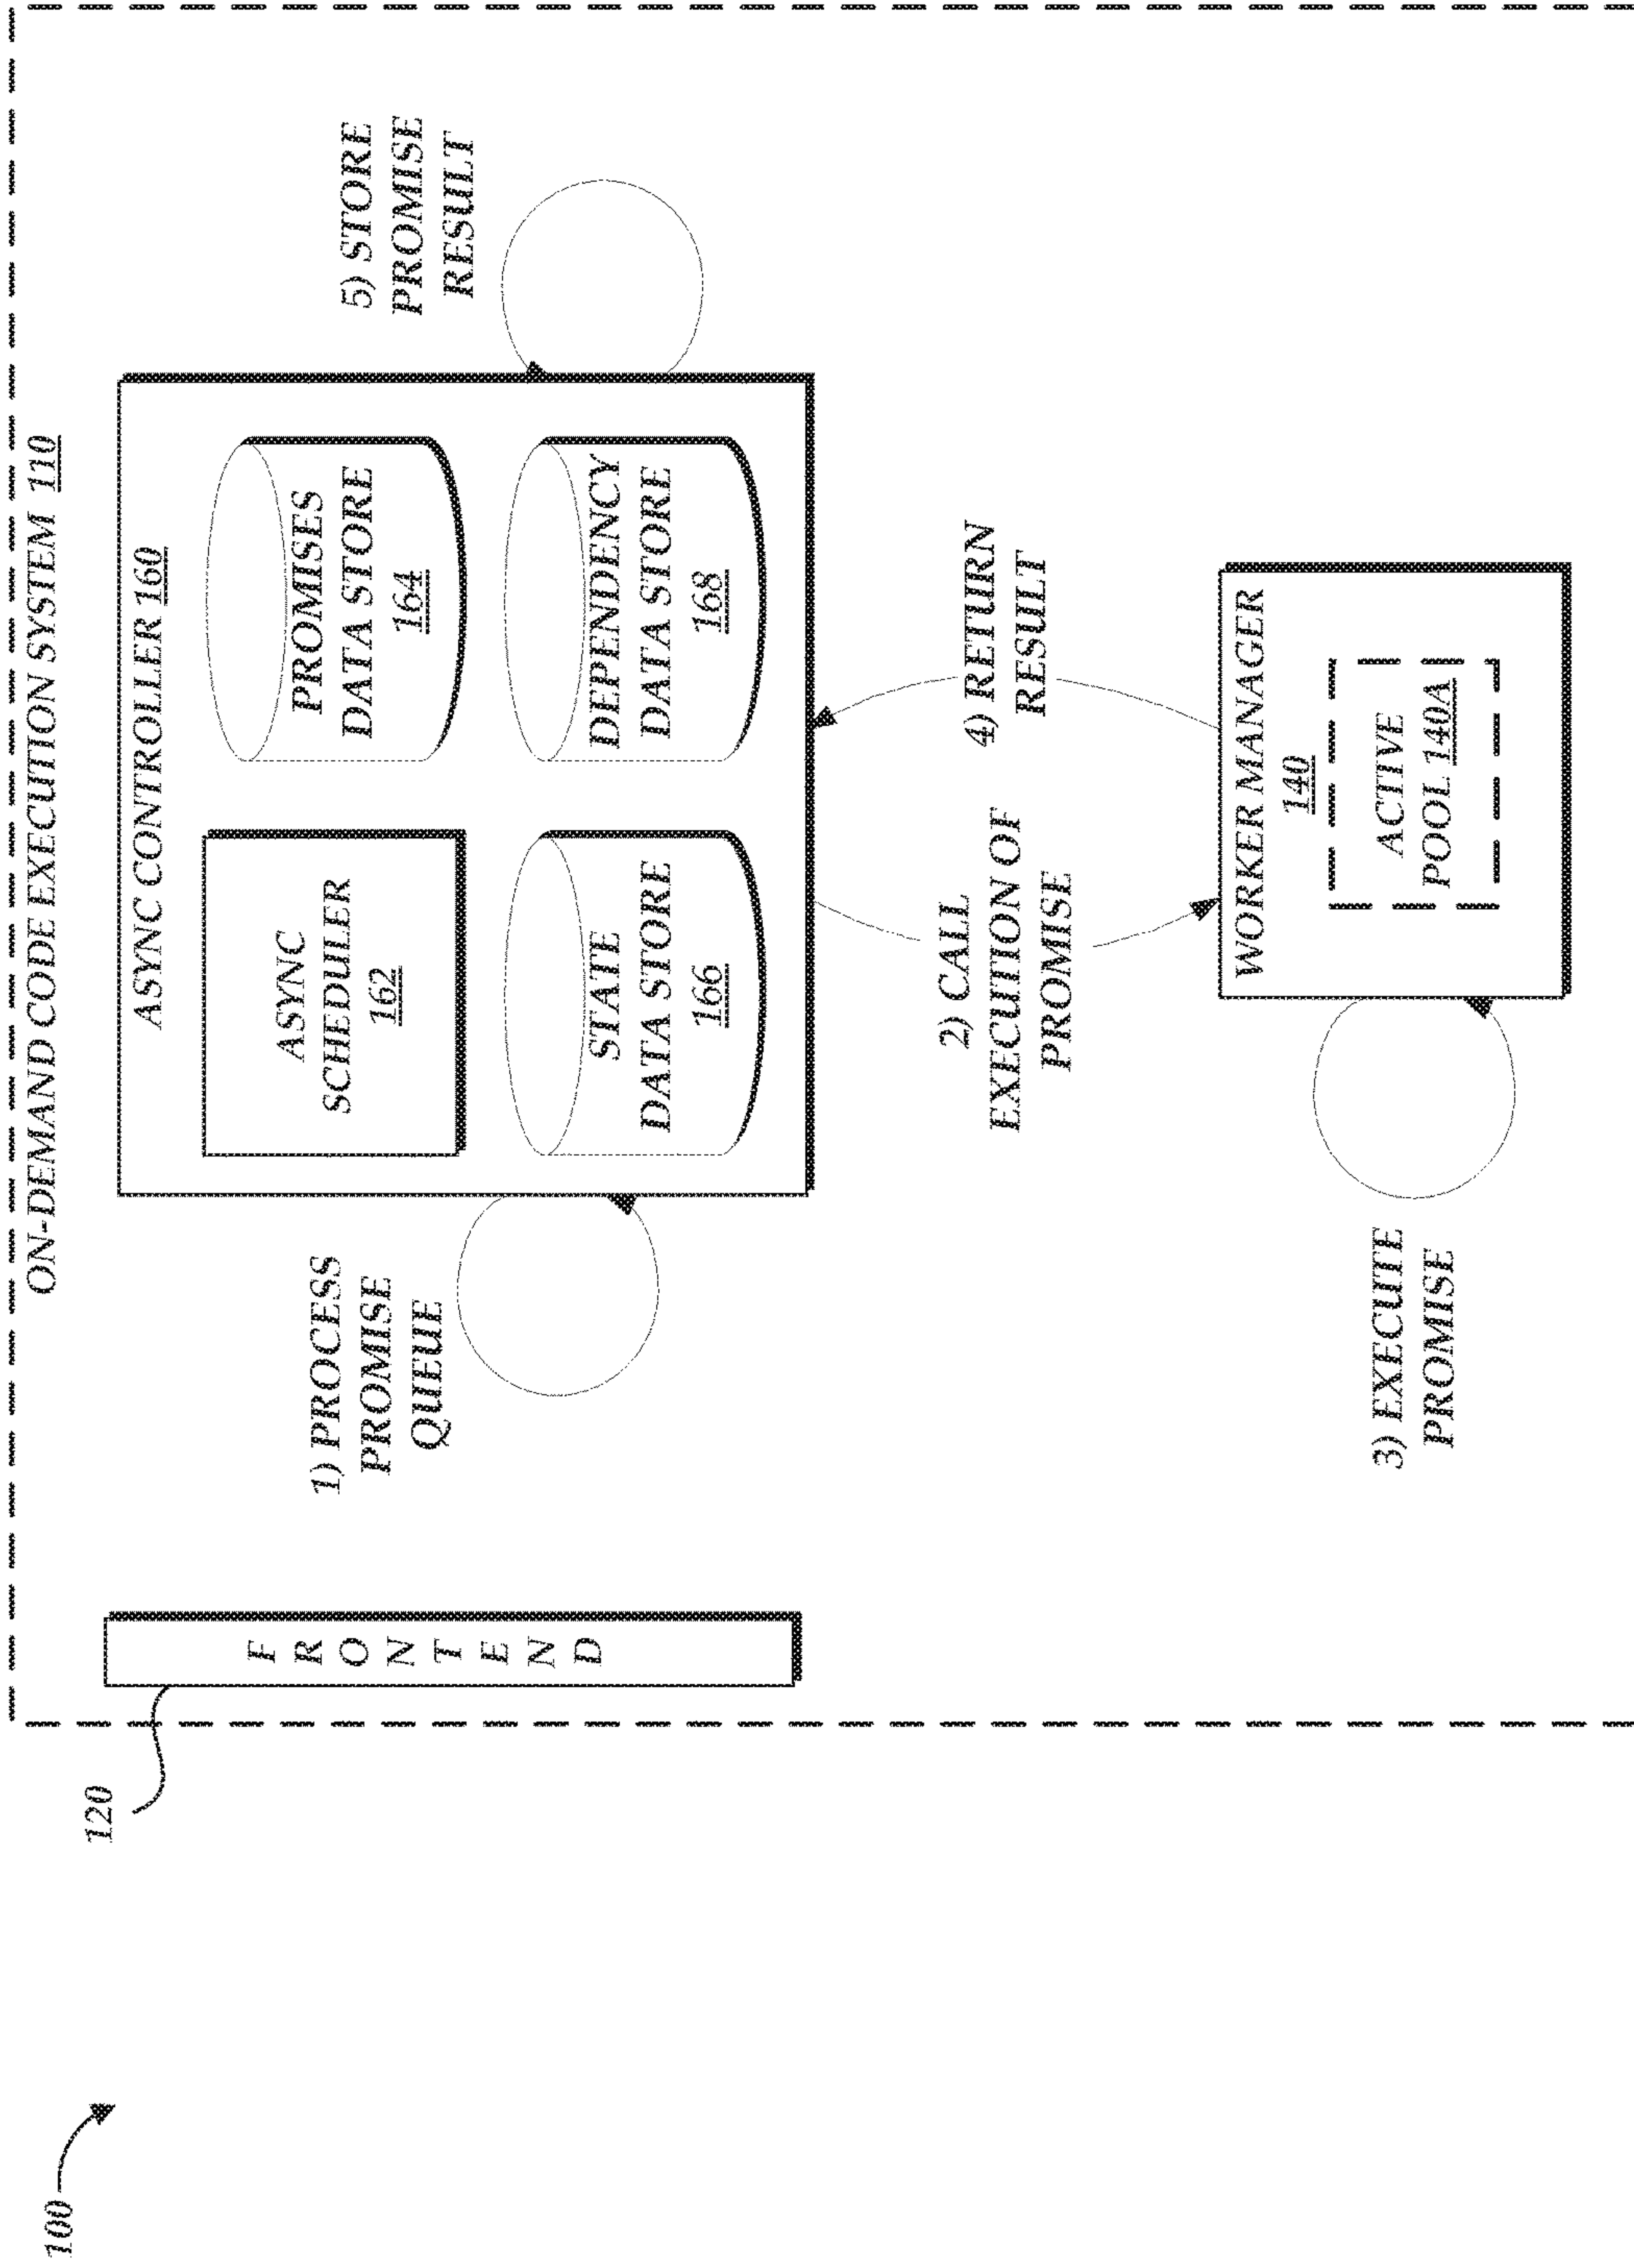 100
120
ON-DEMAND CODE EXECUTION SYSTEM 110
FRONTEND
1) PROCESS
PROMISE
QUEUE
ASYNC CONTROLLER 160
ASYNC
SCHEDULER
162
PROMISES
DATA STORE
164
STATE
DATA STORE
166
DEPENDENCY
DATA STORE
168
5) STORE
PROMISE
RESULT
2) CALL
EXECUTION OF
PROMISE
4) RETURN
RESULT
3) EXECUTE
PROMISE
WORKER MANAGER
140
ACTIVE
POOL 140A